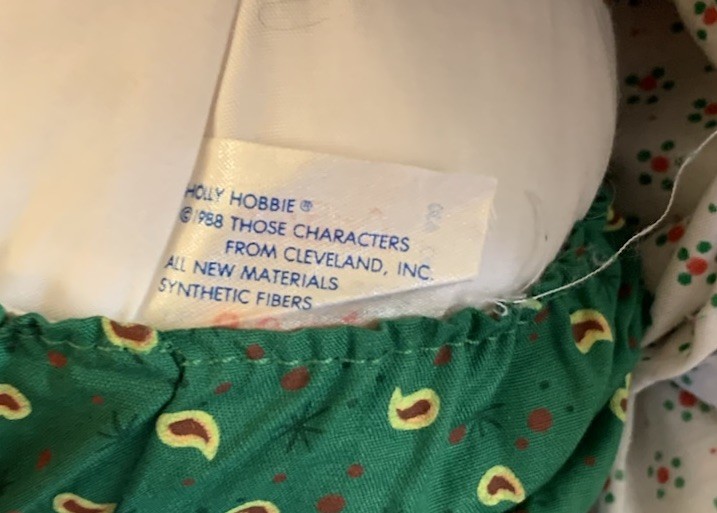 HOLLY HOBBIE®
©1988 THOSE CHARACTERS
FROM CLEVELAND, INC.
ALL NEW MATERIALS
SYNTHETIC FIBERS